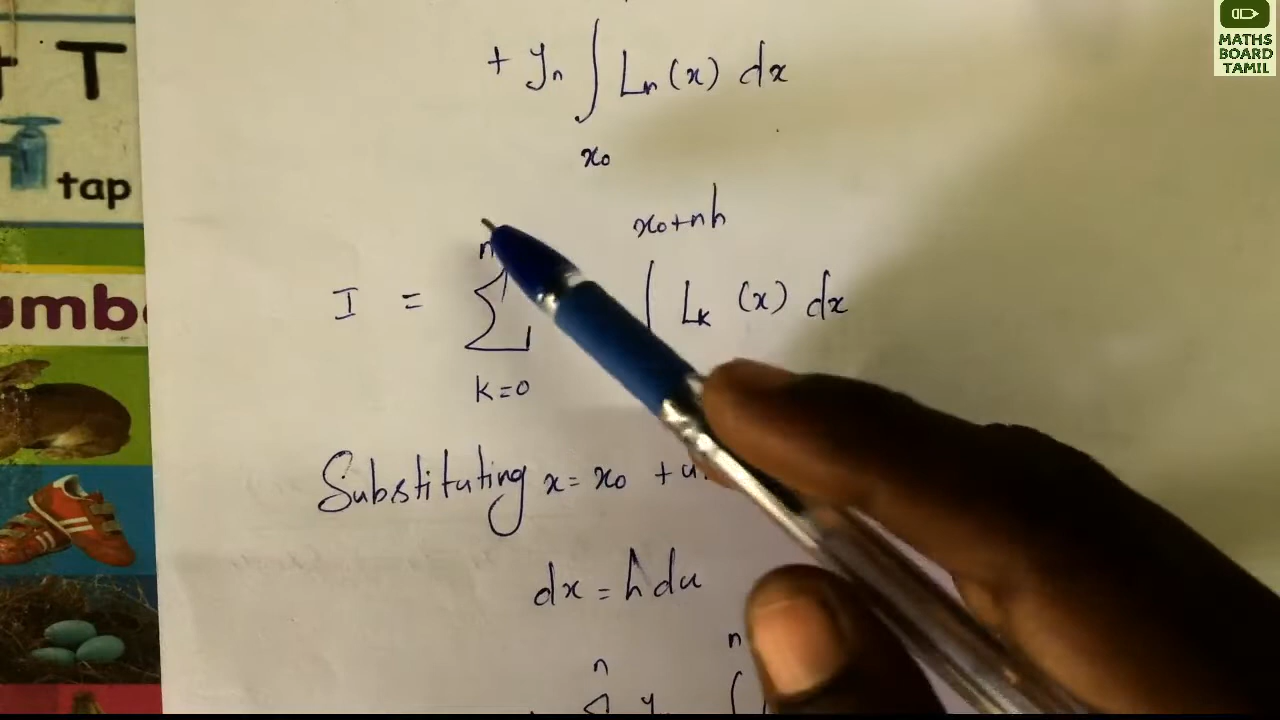 + yₙ ∫ Lₙ (x) dx
x₀
x₀+nh
n
I = ∑ ∫ Lₖ (x) dx
k=0
Substituting x = x₀ + u
dx = h du
n n
T
tap
umb
MATHS
BOARD
TAMIL